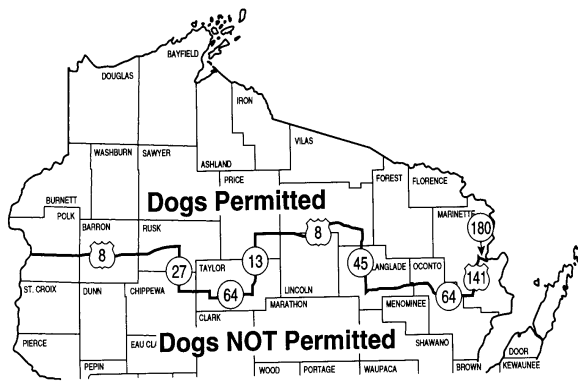 BAYFIELD
DOUGLAS
IRON
VILAS
WASHBURN
SAWYER
ASHLAND
PRICE
FOREST
FLORENCE
Dogs Permitted
BURNETT
POLK
MARINETTE
180
BARRON
RUSK
8
8
13
27
TAYLOR
45
LANGLADE
OCONTO
141
ST. CROIX
DUNN
CHIPPEWA
64
LINCOLN
64
MARATHON
MENOMINEE
CLARK
PIERCE
EAU CLA
Dogs NOT Permitted
SHAWANO
DOOR
PEPIN
WOOD
PORTAGE
WAUPACA
BROWN
KEWAUNEE